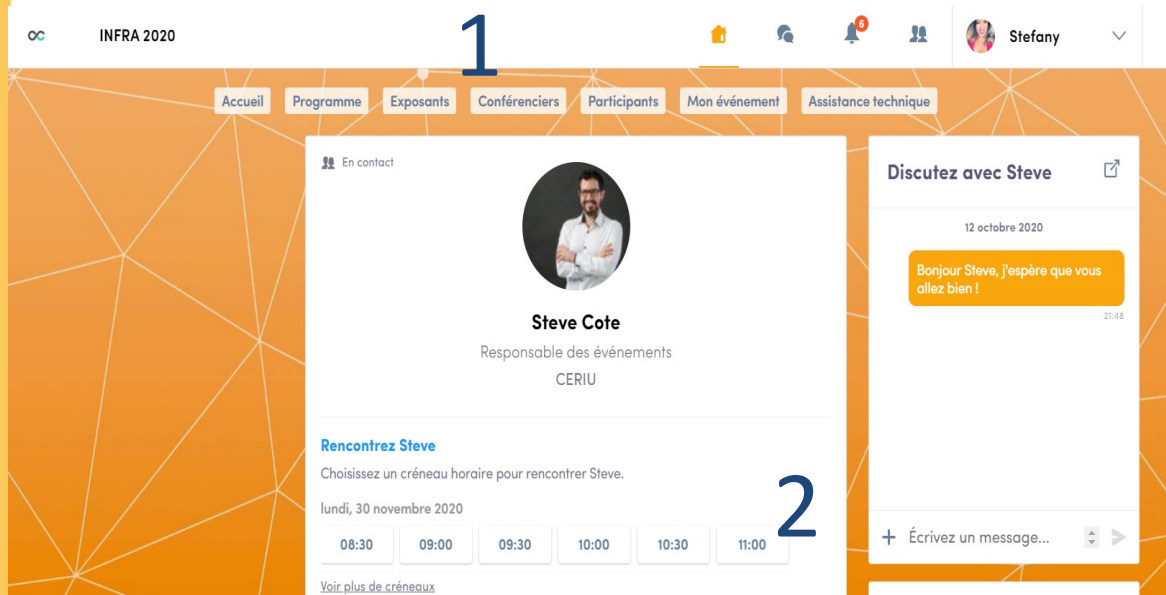 INFRA 2020
1
6
Stefany
Accueil
Programme
Exposants
Conférenciers
Participants
Mon événement
Assistance technique
En contact
Steve Cote
Responsable des événements
CERIU
Rencontrez Steve
Choisissez un créneau horaire pour rencontrer Steve.
lundi, 30 novembre 2020
2
08:30
09:00
09:30
10:00
10:30
11:00
Voir plus de créneaux
Discutez avec Steve
12 octobre 2020
Bonjour Steve, j'espère que vous
allez bien !
21:48
Écrivez un message...